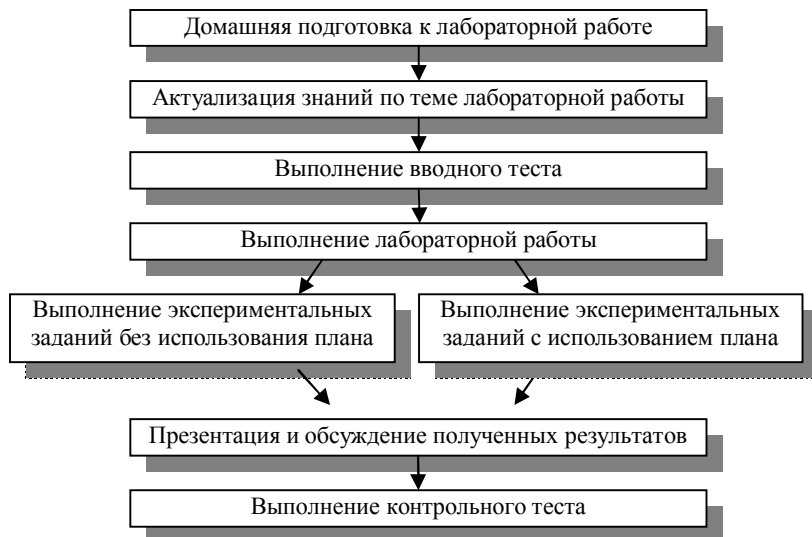 Домашняя подготовка к лабораторной работе
Актуализация знаний по теме лабораторной работы
Выполнение вводного теста
Выполнение лабораторной работы
Выполнение экспериментальных
заданий без использования плана
Выполнение экспериментальных
заданий с использованием плана
Презентация и обсуждение полученных результатов
Выполнение контрольного теста